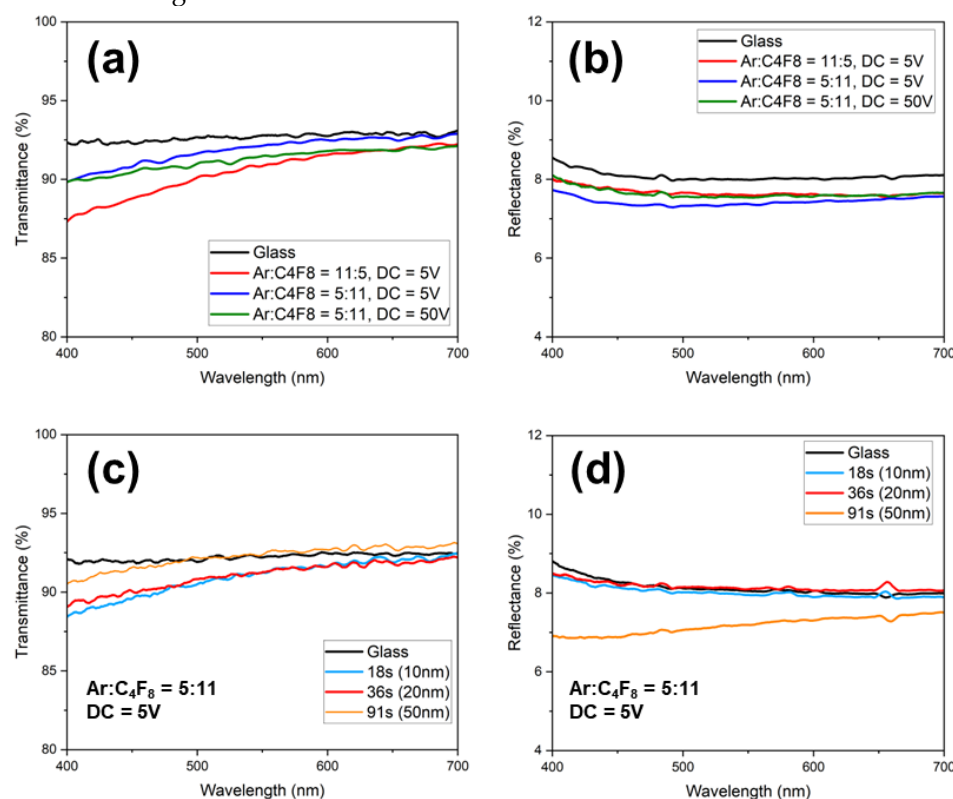 (a)
Transmittance (%)
100
95
90
85
80
400
500
600
700
Wavelength (nm)
Glass
Ar:C4F8 = 11:5, DC = 5V
Ar:C4F8 = 5:11, DC = 5V
Ar:C4F8 = 5:11, DC = 50V
(b)
Reflectance (%)
12
10
8
6
4
400
500
600
700
Wavelength (nm)
Glass
Ar:C4F8 = 11:5, DC = 5V
Ar:C4F8 = 5:11, DC = 5V
Ar:C4F8 = 5:11, DC = 50V
(c)
Transmittance (%)
100
95
90
85
80
400
500
600
700
Wavelength (nm)
Glass
18s (10nm)
36s (20nm)
91s (50nm)
Ar:C₄F₈ = 5:11
DC = 5V
(d)
Reflectance (%)
12
10
8
6
4
400
500
600
700
Wavelength (nm)
Glass
18s (10nm)
36s (20nm)
91s (50nm)
Ar:C₄F₈ = 5:11
DC = 5V